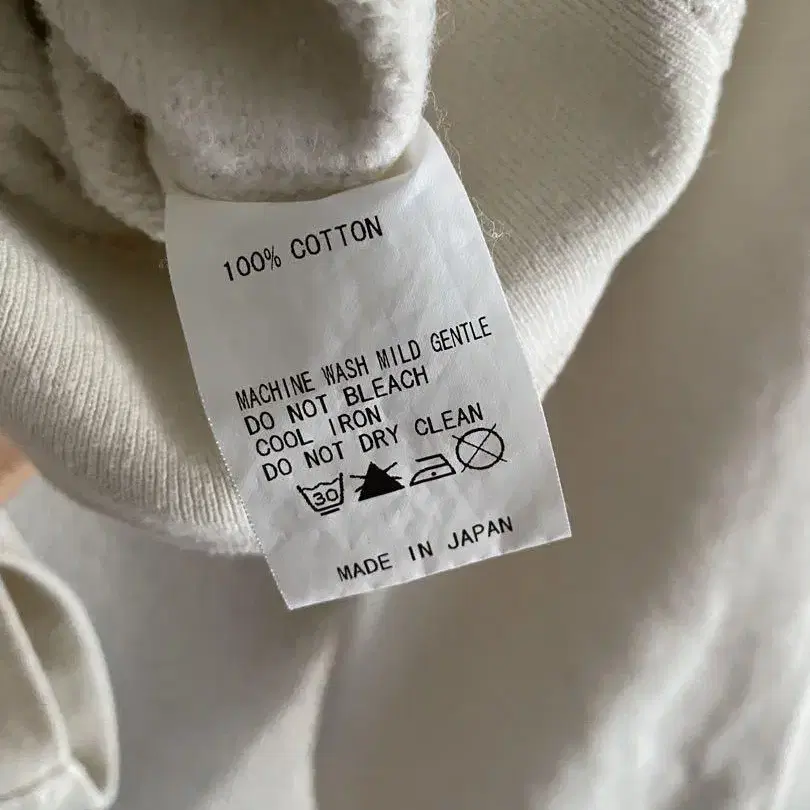 100% COTTON
MACHINE WASH MILD GENTLE
DO NOT BLEACH
COOL IRON
DO NOT DRY CLEAN
30
MADE IN JAPAN